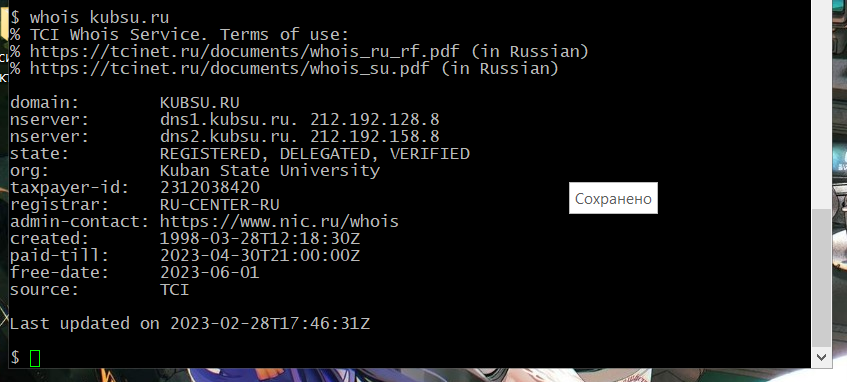 $ whois kubsu.ru
% TCI Whois Service. Terms of use:
% https://tcinet.ru/documents/whois_ru_rf.pdf (in Russian)
% https://tcinet.ru/documents/whois_su.pdf (in Russian)
domain: KUBSU.RU
nserver: dns1.kubsu.ru. 212.192.128.8
nserver: dns2.kubsu.ru. 212.192.158.8
state: REGISTERED, DELEGATED, VERIFIED
org: Kuban State University
taxpayer-id: 2312038420
Сохранено
registrar: RU-CENTER-RU
admin-contact: https://www.nic.ru/whois
created: 1998-03-28T12:18:30Z
paid-till: 2023-04-30T21:00:00Z
free-date: 2023-06-01
source: TCI
Last updated on 2023-02-28T17:46:31Z
$